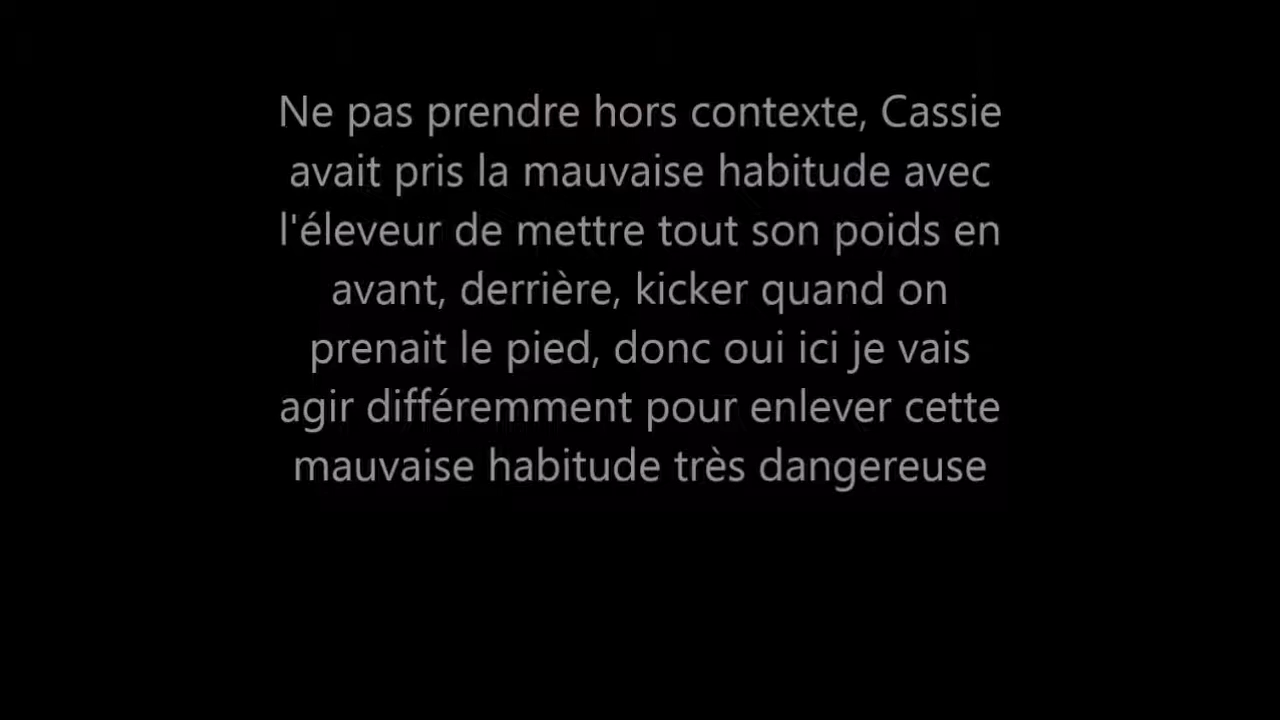 Ne pas prendre hors contexte, Cassie
avait pris la mauvaise habitude avec
l'éleveur de mettre tout son poids en
avant, derrière, kicker quand on
prenait le pied, donc oui ici je vais
agir différemment pour enlever cette
mauvaise habitude très dangereuse